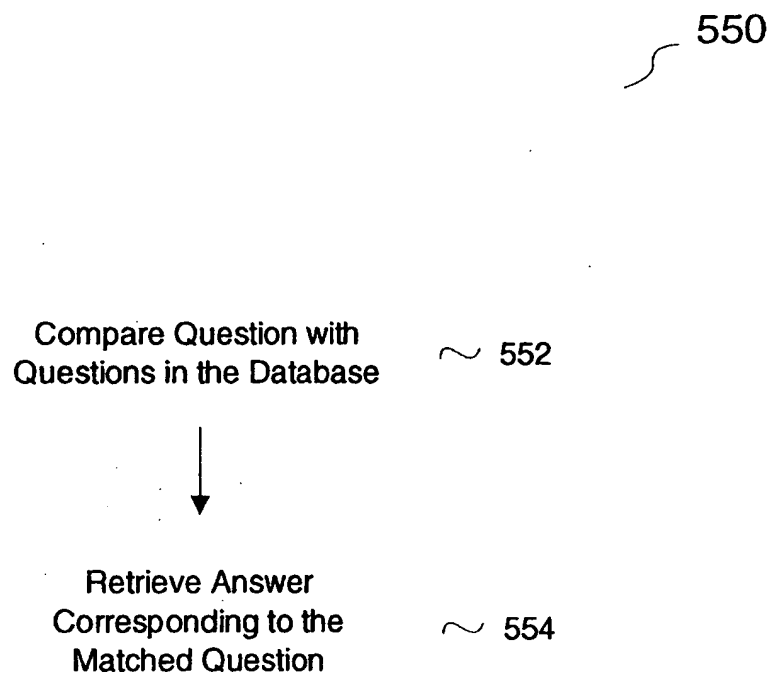 550
Compare Question with
Questions in the Database
552
Retrieve Answer
Corresponding to the
Matched Question
554